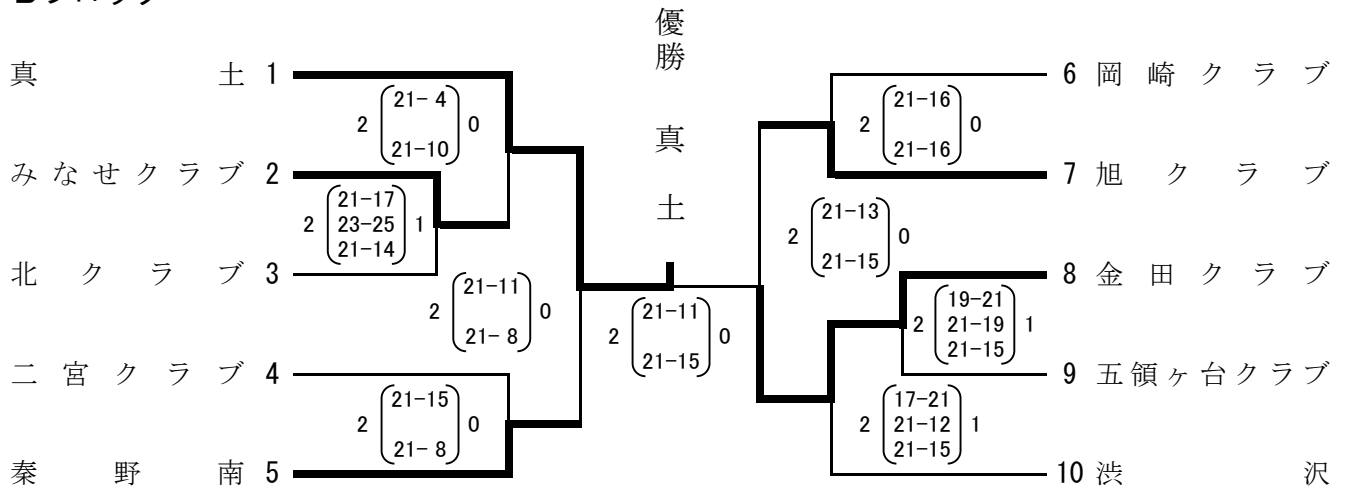 優勝 真土
真土 1
2 21- 4 0
21-10
みなせクラブ 2
2 21-17 1
23-25
21-14
北クラブ 3
2 21-11 0
21- 8
二宮クラブ 4
2 21-15 0
21- 8
秦野南 5
2 21-11 0
21-15
6 岡崎クラブ
2 21-16 0
21-16
7 旭クラブ
2 21-13 0
21-15
8 金田クラブ
2 19-21 1
21-19
21-15
9 五領ヶ台クラブ
2 17-21 1
21-12
21-15
10 渋沢